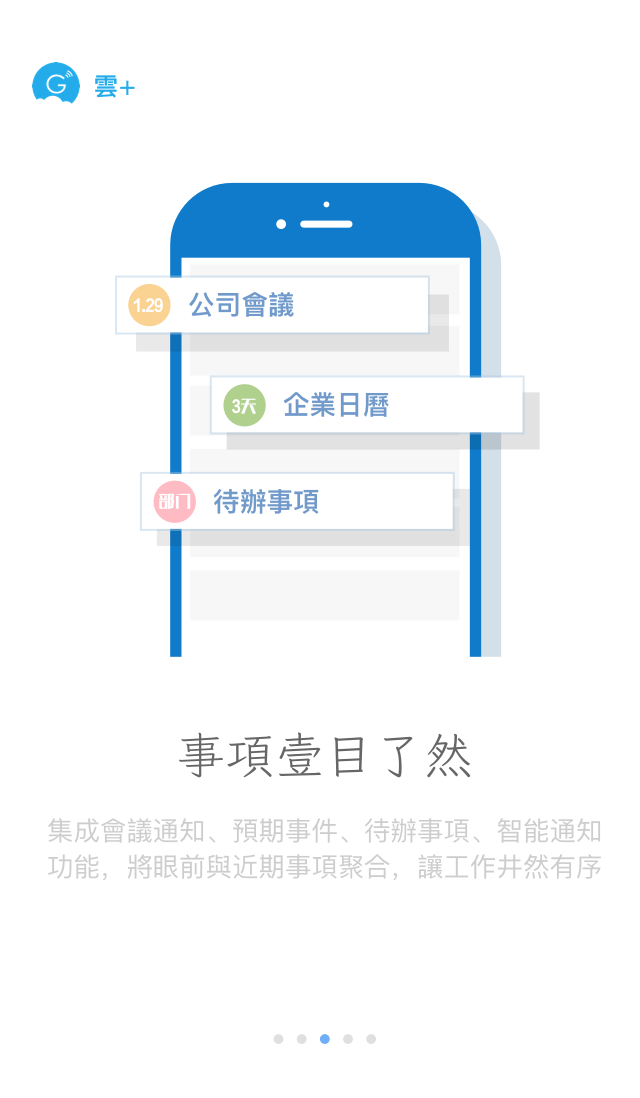 雲+
1.29 公司會議
3天 企業日曆
部门 待辦事項
事項壹目了然
集成會議通知、預期事件、待辦事項、智能通知
功能，將眼前與近期事項聚合，讓工作井然有序